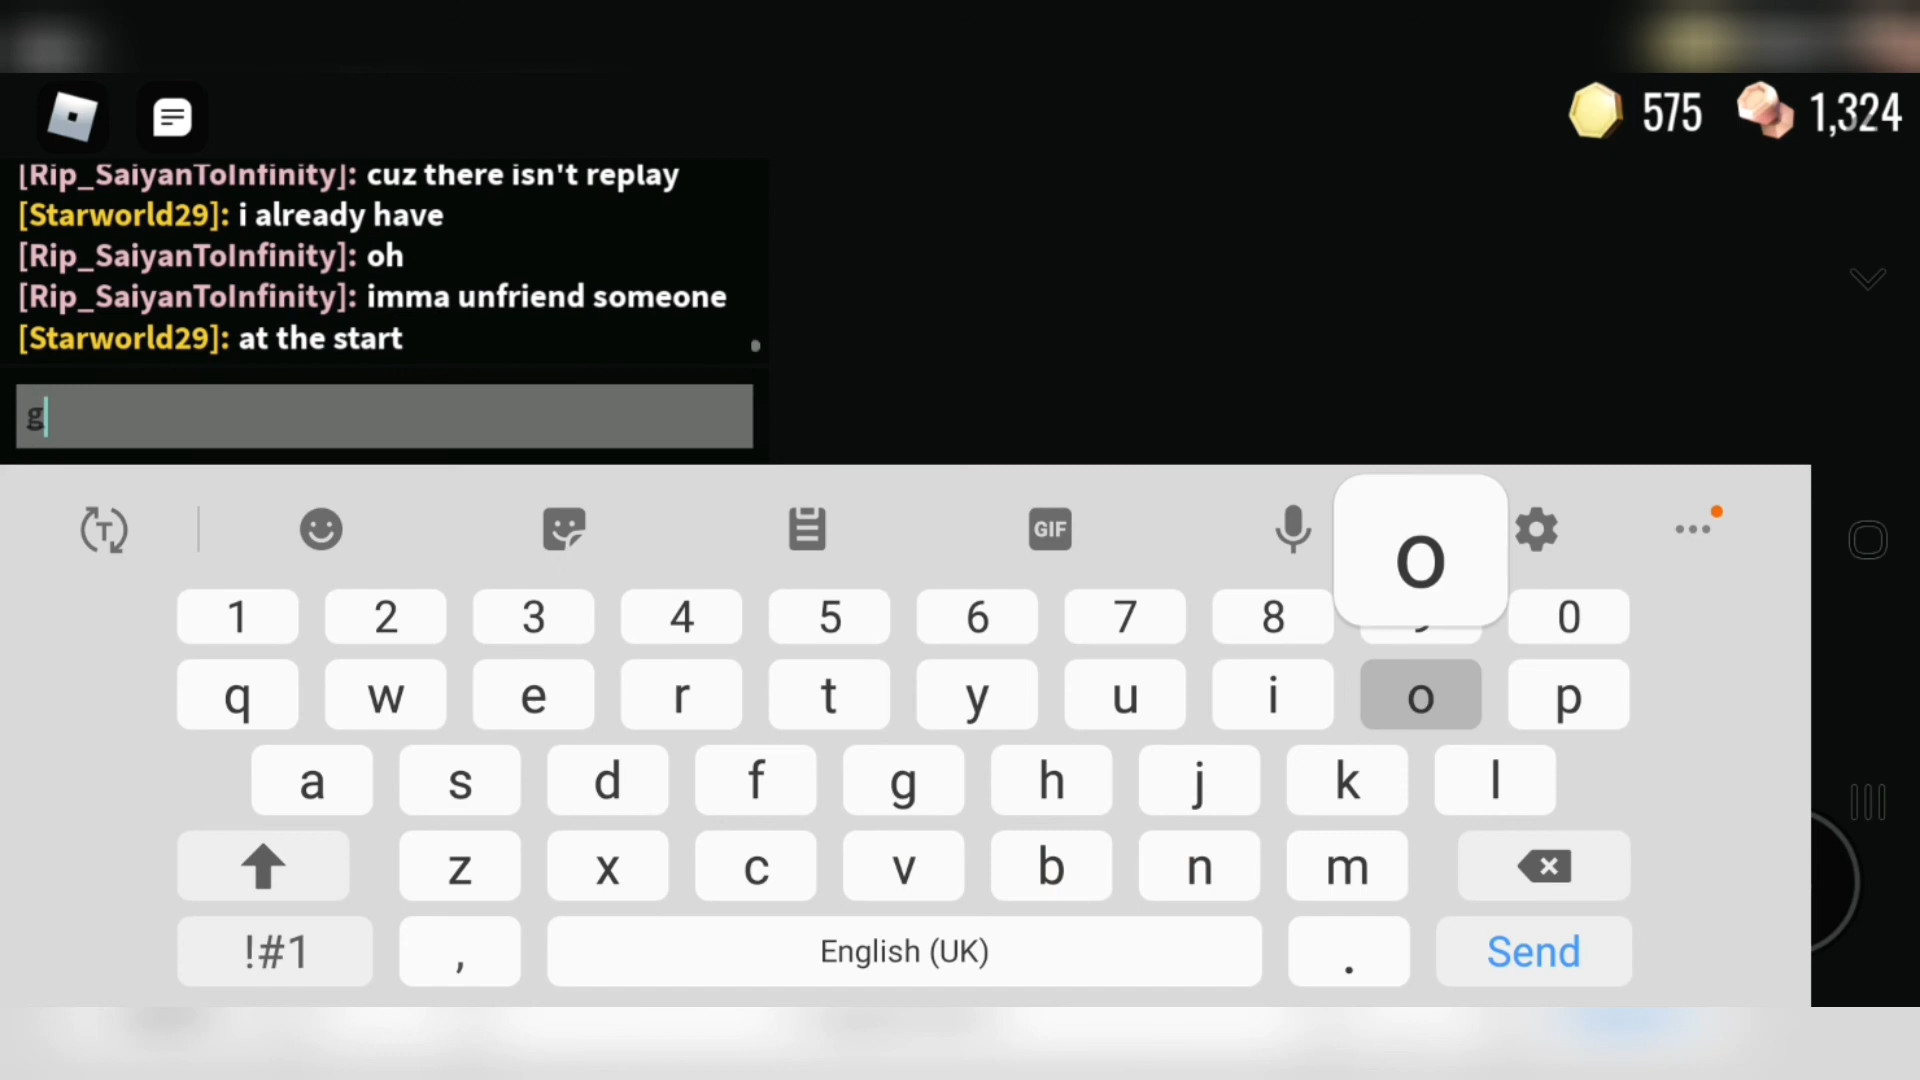 575 1,324
[Rip_SaiyanToInfinity]: cuz there isn't replay
[Starworld29]: i already have
[Rip_SaiyanToInfinity]: oh
[Rip_SaiyanToInfinity]: imma unfriend someone
[Starworld29]: at the start
g
T GIF
o
1 2 3 4 5 6 7 8 0
q w e r t y u i o p
a s d f g h j k l
z x c v b n m
!#1 , English (UK) . Send